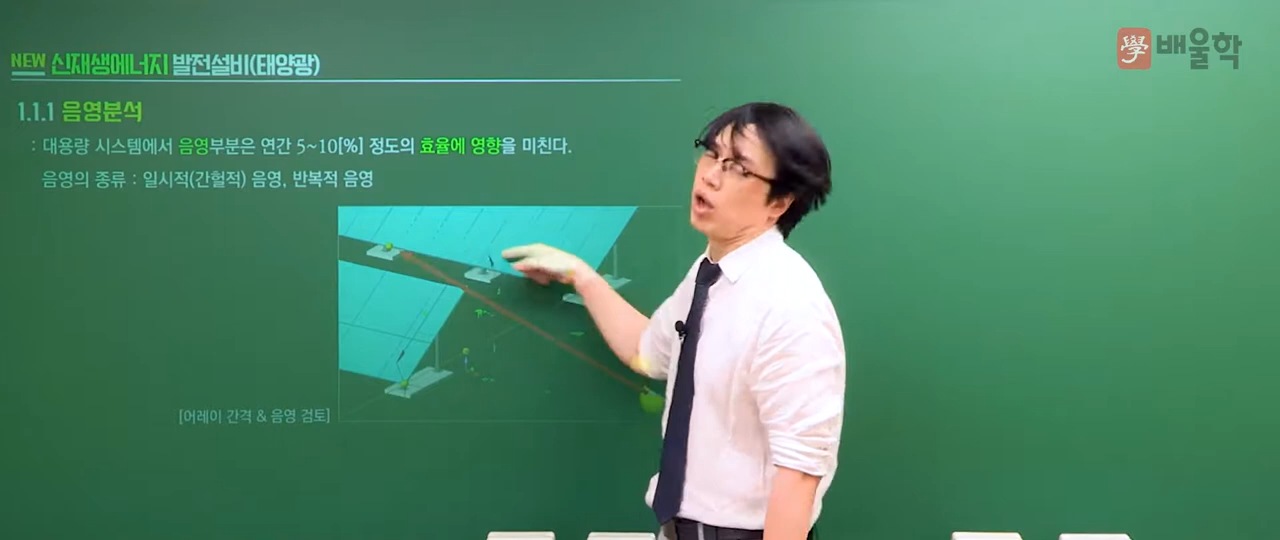 NEW 신재생에너지 발전설비(태양광)
學 배울학
1.1.1 음영분석
: 대용량 시스템에서 음영부분은 연간 5~10[%] 정도의 효율에 영향을 미친다.
음영의 종류 : 일시적(간헐적) 음영, 반복적 음영
[어레이 간격 & 음영 검토]